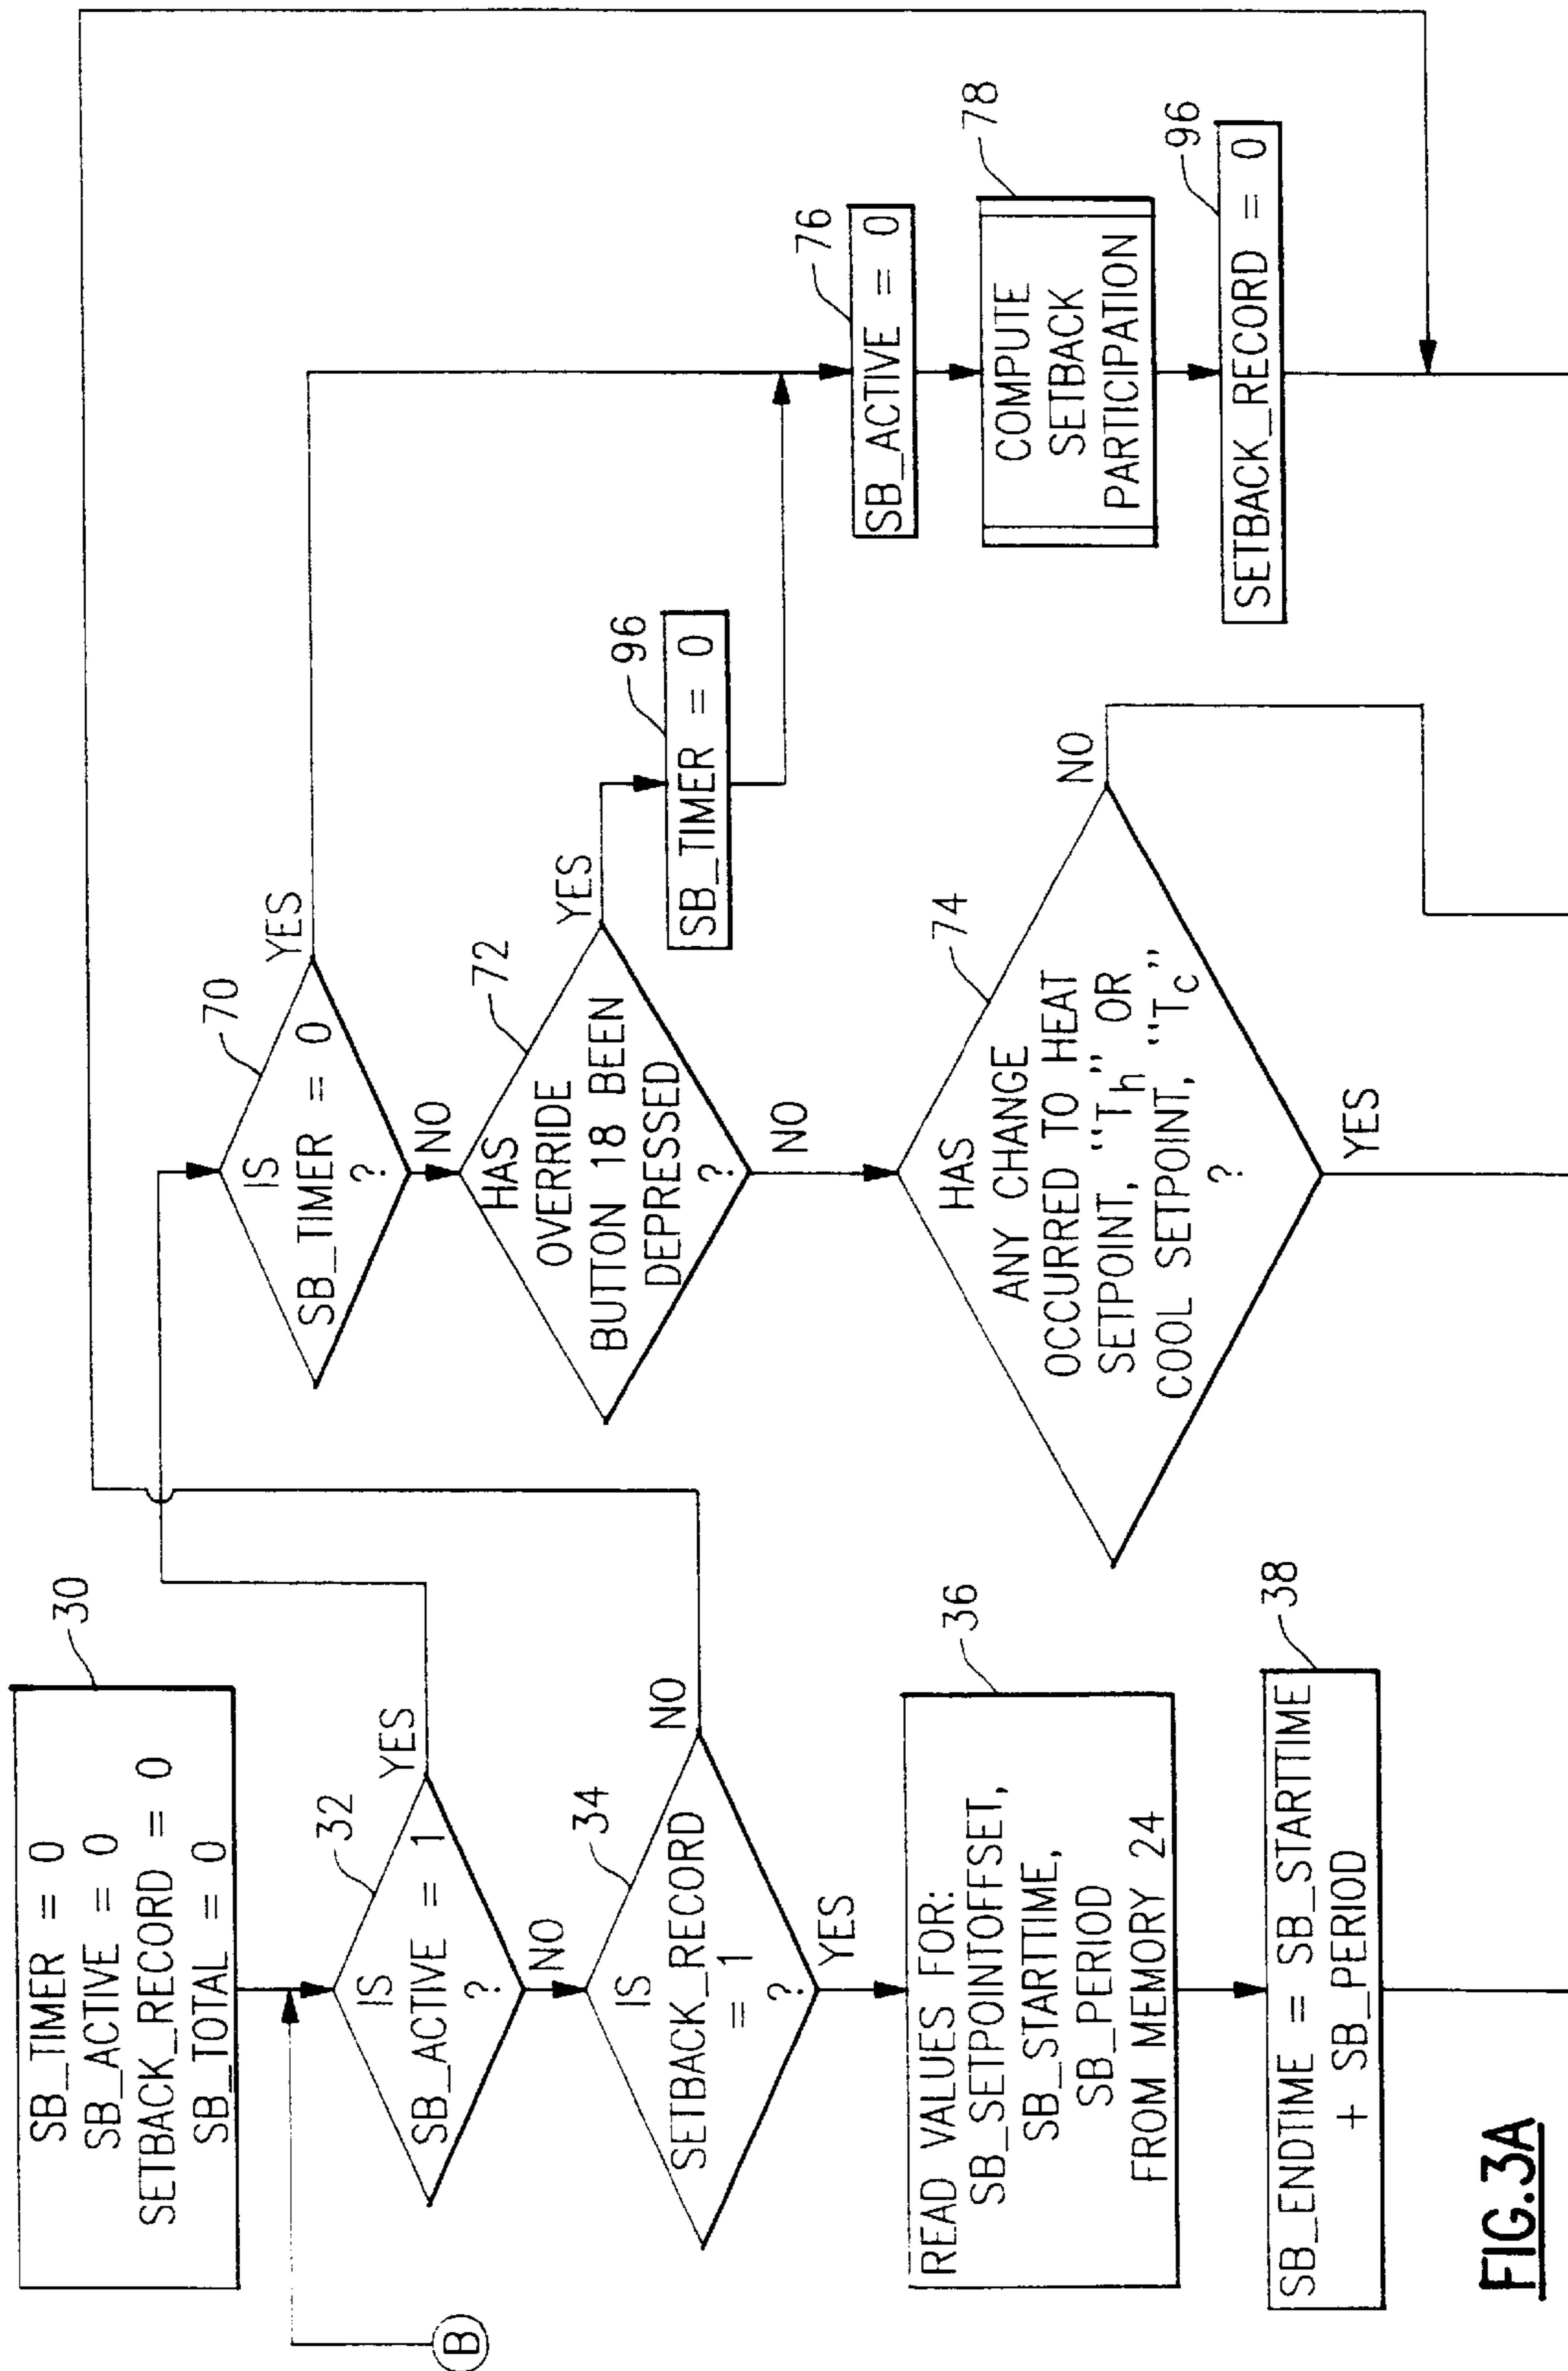 SB_TIMER = 0
SB_ACTIVE = 0
SETBACK_RECORD = 0
SB_TOTAL = 0
30
B
IS
SB_ACTIVE = 1
?
32
YES
NO
IS
SETBACK_RECORD
= 1
?
34
NO
YES
READ VALUES FOR:
SB_SETPOINTOFFSET,
SB_STARTTIME,
SB_PERIOD
FROM MEMORY 24
36
SB_ENDTIME = SB_STARTTIME
+ SB_PERIOD
38
IS
SB_TIMER = 0
?
70
YES
NO
HAS
OVERRIDE
BUTTON 18 BEEN
DEPRESSED
?
72
YES
NO
SB_TIMER = 0
96
HAS
ANY CHANGE
OCCURRED TO HEAT
SETPOINT, "Th" OR
COOL SETPOINT, "Tc"
?
74
NO
YES
SB_ACTIVE = 0
76
COMPUTE
SETBACK
PARTICIPATION
78
SETBACK_RECORD = 0
96
FIG.3A